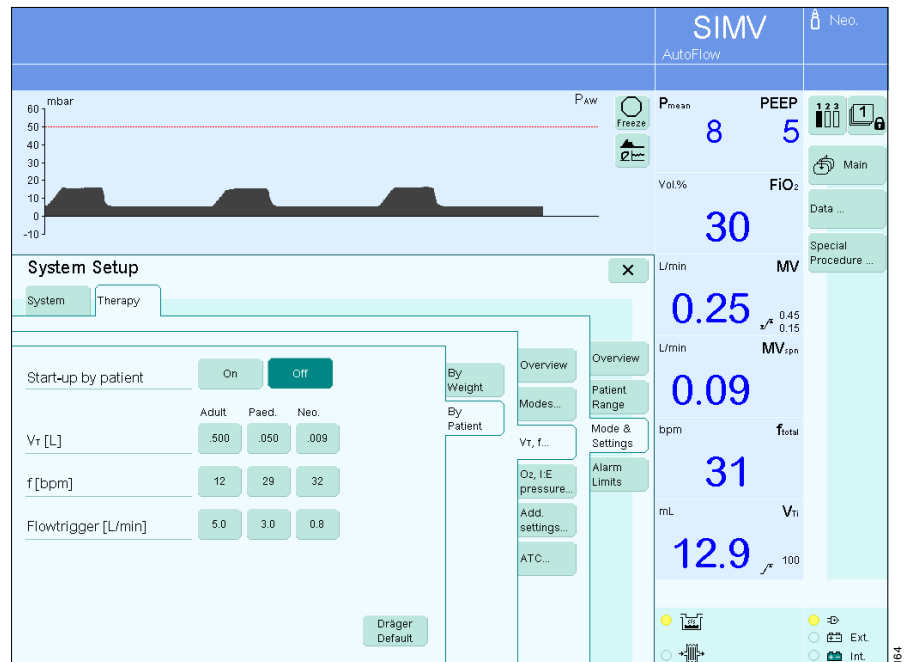 SIMV
AutoFlow
Neo.
mbar
PAW
60
50
40
30
20
10
0
-10
Freeze
Pmean
PEEP
8
5
1 2 3
1
Main
Vol.%
FiO2
30
Data ...
Special
Procedure ...
System Setup
System
Therapy
L/min
MV
0.25
0.45
0.15
Start-up by patient
On
Off
Adult
Paed.
Neo.
VT [L]
.500
.050
.009
f [bpm]
12
29
32
Flowtrigger [L/min]
5.0
3.0
0.8
Dräger
Default
By
Weight
By
Patient
Overview
Modes...
VT, f...
O2, I:E
pressure...
Add.
settings...
ATC...
Overview
Patient
Range
Mode &
Settings
Alarm
Limits
L/min
MVspn
0.09
bpm
ftotal
31
mL
VTi
12.9
100
Ext.
Int.